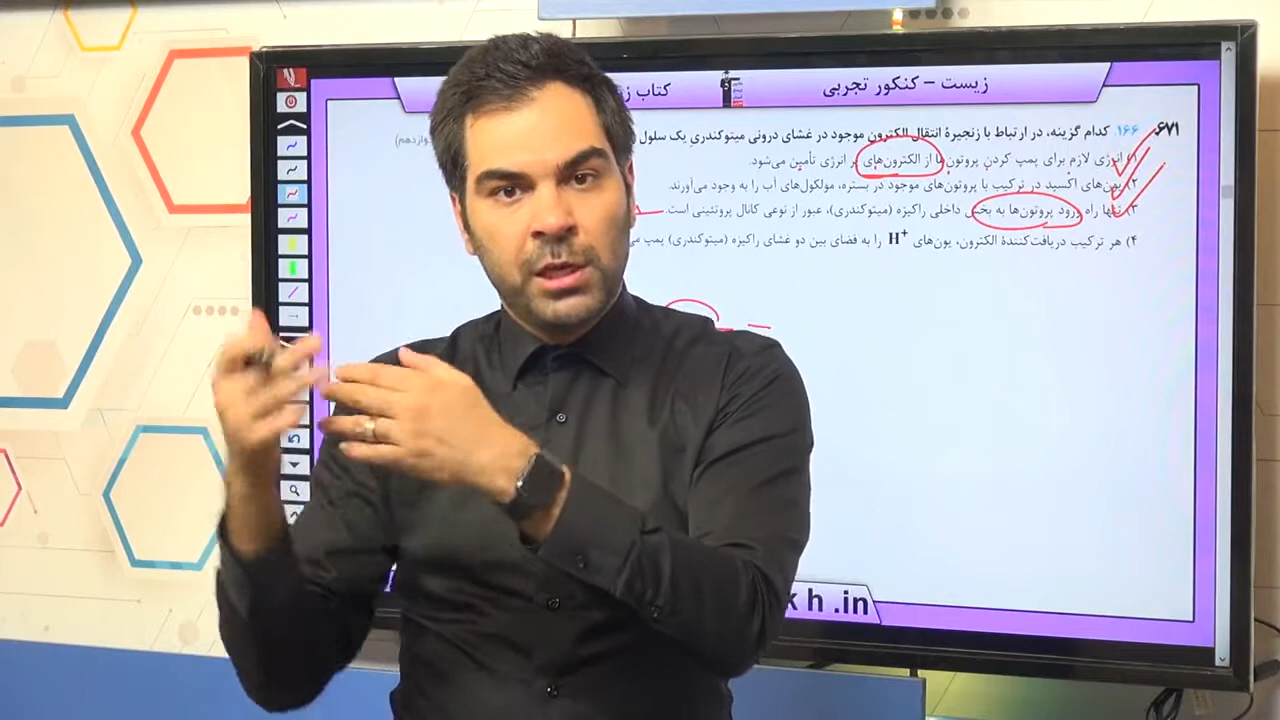 زیست – کنکور تجربی
کتاب
۶۷۱. ۱۶۶ کدام گزینه، در ارتباط با زنجیرهٔ انتقال الکترون موجود در غشای درونی میتوکندریِ یک سلول
۱) انرژی لازم برای پمپ کردن پروتون‌ها از الکترون‌های پر انرژی تأمین می‌شود.
۲) یون‌های اکسید در ترکیب با پروتون‌های موجود در بستره، مولکول‌های آب را به وجود می‌آورند.
۳) تنها راه ورود پروتون‌ها به بخش داخلی راکیزه (میتوکندری)، عبور از نوعی کانال پروتئینی است.
۴) هر ترکیب دریافت‌کنندهٔ الکترون، یون‌های H+ را به فضای بین دو غشای راکیزه (میتوکندری) پمپ
kh.in